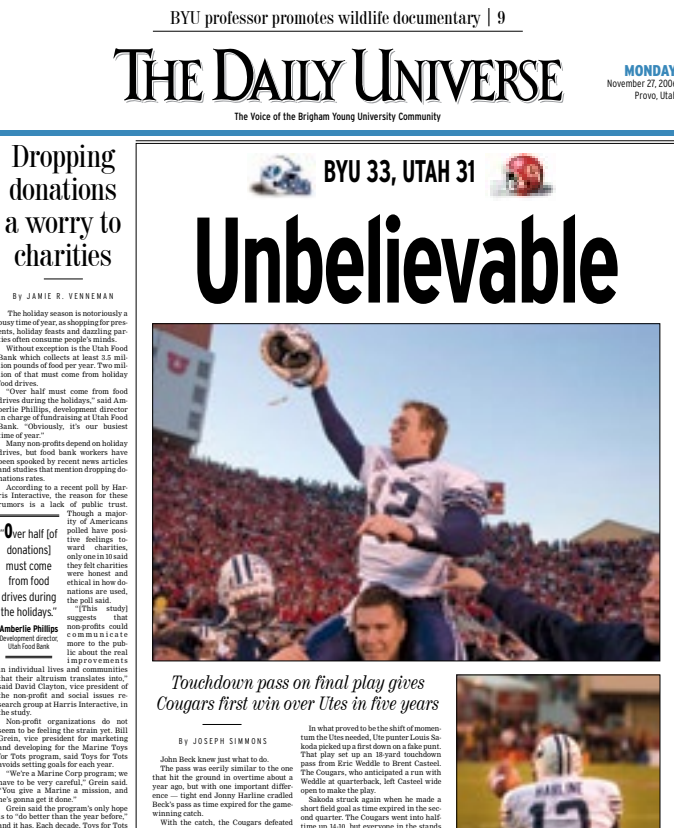 BYU professor promotes wildlife documentary | 9
THE DAILY UNIVERSE
The Voice of the Brigham Young University Community
MONDAY
November 27, 200
Provo, Uta
Dropping
donations
a worry to
charities
By JAMIE R. VENNEMAN
The holiday season is notoriously a
busy time of year, as shopping for pres-
ents, holiday feasts and dazzling par-
ties often consume people's minds.
Without exception is the Utah Food
Bank which collects at least 3.5 mil-
lion pounds of food per year. Two mil-
lion of that must come from holiday
food drives.
"Over half must come from food
drives during the holidays," said Am-
berlie Phillips, development director
in charge of fundraising at Utah Food
Bank. "Obviously, it's our busiest
time of year."
Many non-profits depend on holiday
drives, but food bank workers have
been spooked by recent news articles
and studies that mention dropping do-
nations rates.
According to a recent poll by Har-
ris Interactive, the reason for these
rumors is a lack of public trust.
Though a major-
ity of Americans
polled have posi-
tive feelings to-
ward charities,
only one in 10 said
they felt charities
were honest and
ethical in how do-
nations are used,
the poll said.
"[This study]
suggests that
non-profits could
communicate
more to the pub-
lic about the real
improvements
in individual lives and communities
that their altruism translates into,"
said David Clayton, vice president of
the non-profit and social issues re-
search group at Harris Interactive, in
the study.
Non-profit organizations do not
seem to be feeling the strain yet. Bill
Grein, vice president for marketing
and developing for the Marine Toys
for Tots program, said Toys for Tots
avoids setting goals for each year.
"We're a Marine Corp program; we
have to be very careful," Grein said.
"You give a Marine a mission, and
he's gonna get it done."
Grein said the program's only hope
is to "do better than the year before,"
and it has. Each decade, Toys for Tots
"Over half [of
donations]
must come
from food
drives during
the holidays."
Amberlie Phillips
Development director,
Utah Food Bank
BYU 33, UTAH 31
Unbelievable
12
Touchdown pass on final play gives
Cougars first win over Utes in five years
By JOSEPH SIMMONS
John Beck knew just what to do.
The pass was eerily similar to the one
that hit the ground in overtime about a
year ago, but with one important differ-
ence — tight end Jonny Harline cradled
Beck's pass as time expired for the game-
winning catch.
With the catch, the Cougars defeated
In what proved to be the shift of momen-
tum the Utes needed, Ute punter Louis Sa-
koda picked up a first down on a fake punt.
That play set up an 18-yard touchdown
pass from Eric Weddle to Brent Casteel.
The Cougars, who anticipated a run with
Weddle at quarterback, left Casteel wide
open to make the play.
Sakoda struck again when he made a
short field goal as time expired in the sec-
ond quarter. The Cougars went into half-
time up 14-10, but everyone in the stands
HARLINE
13